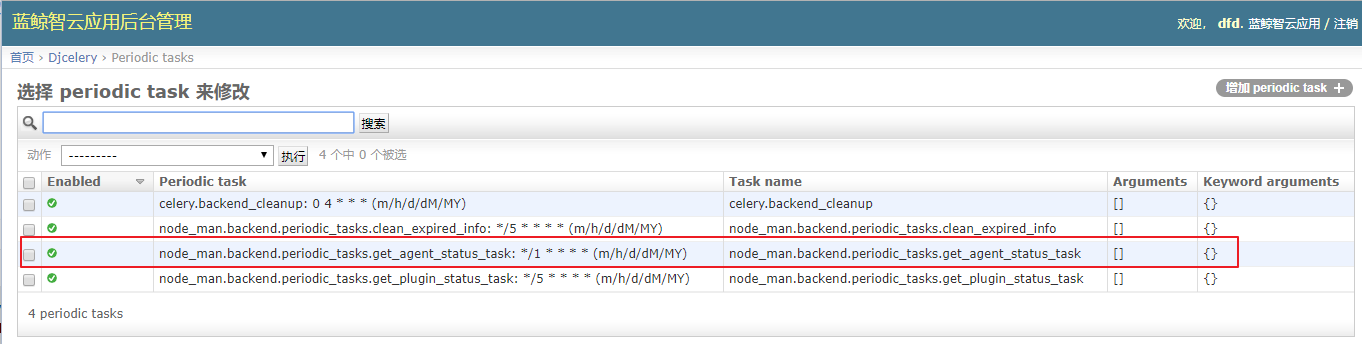 蓝鲸智云应用后台管理
欢迎， dfd. 蓝鲸智云应用 / 注销
首页 › Djcelery › Periodic tasks
选择 periodic task 来修改
增加 periodic task +
搜索
动作 --------- 执行 4 个中 0 个被选
Enabled Periodic task Task name Arguments Keyword arguments
celery.backend_cleanup: 0 4 * * * (m/h/d/dM/MY) celery.backend_cleanup [] {}
node_man.backend.periodic_tasks.clean_expired_info: */5 * * * * (m/h/d/dM/MY) node_man.backend.periodic_tasks.clean_expired_info [] {}
node_man.backend.periodic_tasks.get_agent_status_task: */1 * * * * (m/h/d/dM/MY) node_man.backend.periodic_tasks.get_agent_status_task [] {}
node_man.backend.periodic_tasks.get_plugin_status_task: */5 * * * * (m/h/d/dM/MY) node_man.backend.periodic_tasks.get_plugin_status_task [] {}
4 periodic tasks